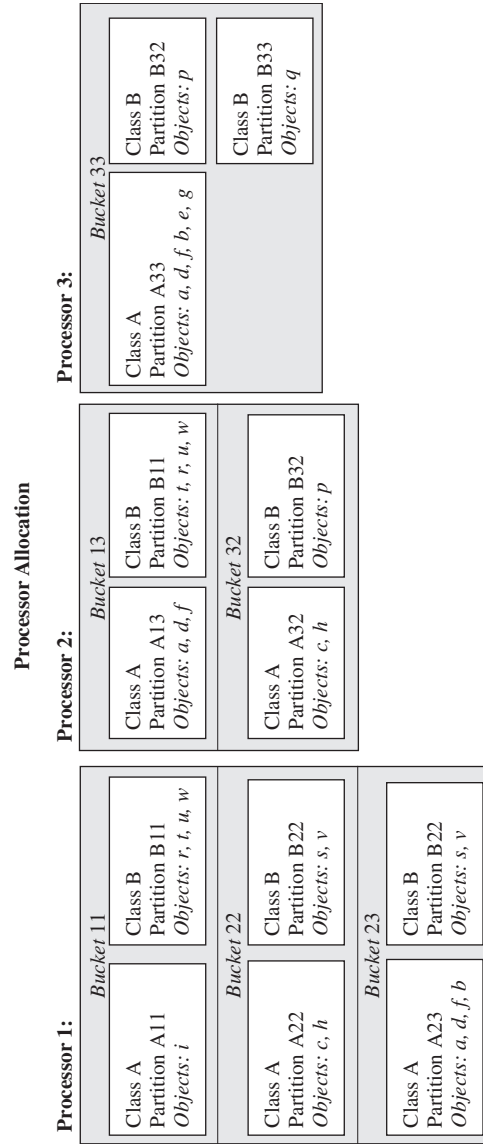 Processor Allocation
Processor 1:
Bucket 11
Class A
Partition A11
Objects: i
Class B
Partition B11
Objects: r, t, u, w
Bucket 22
Class A
Partition A22
Objects: c, h
Class B
Partition B22
Objects: s, v
Bucket 23
Class A
Partition A23
Objects: a, d, f, b
Class B
Partition B22
Objects: s, v
Processor 2:
Bucket 13
Class A
Partition A13
Objects: a, d, f
Class B
Partition B11
Objects: t, r, u, w
Bucket 32
Class A
Partition A32
Objects: c, h
Class B
Partition B32
Objects: p
Processor 3:
Bucket 33
Class A
Partition A33
Objects: a, d, f, b, e, g
Class B
Partition B32
Objects: p
Class B
Partition B33
Objects: q